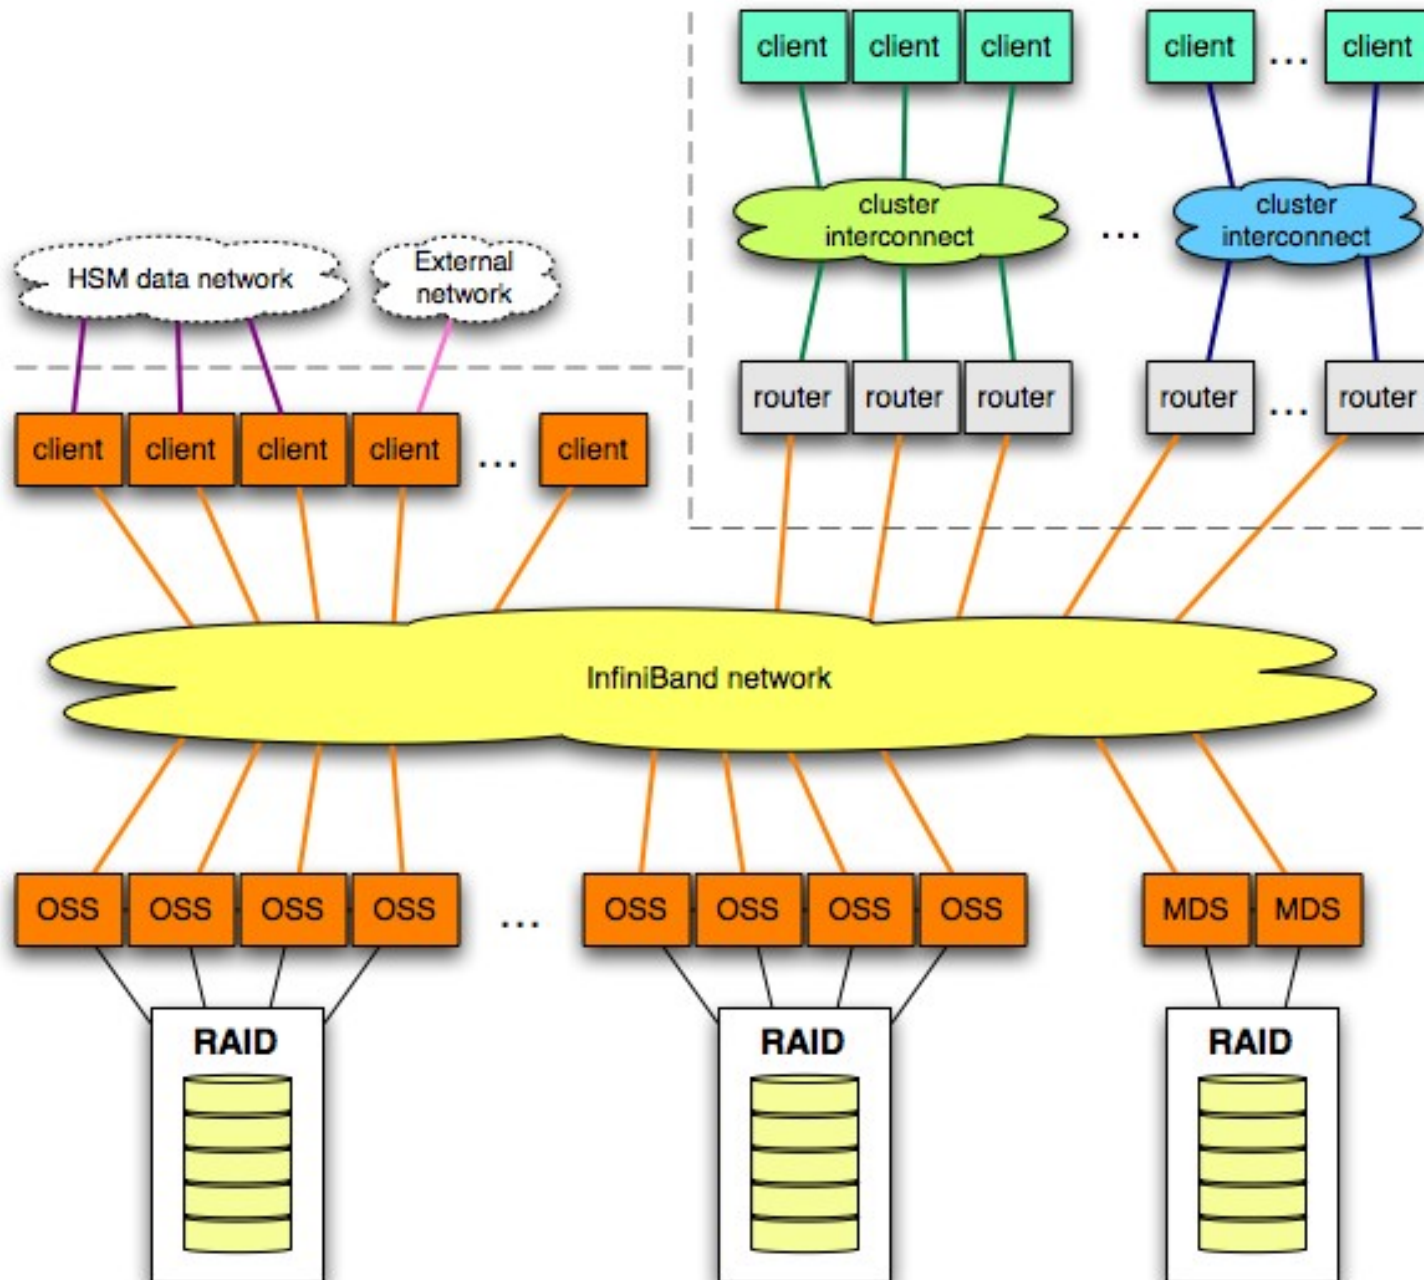 client client client client ... client
cluster
interconnect
...
cluster
interconnect
HSM data network
External
network
router router router router ... router
client client client client ... client
InfiniBand network
OSS OSS OSS OSS ... OSS OSS OSS OSS MDS MDS
RAID RAID RAID